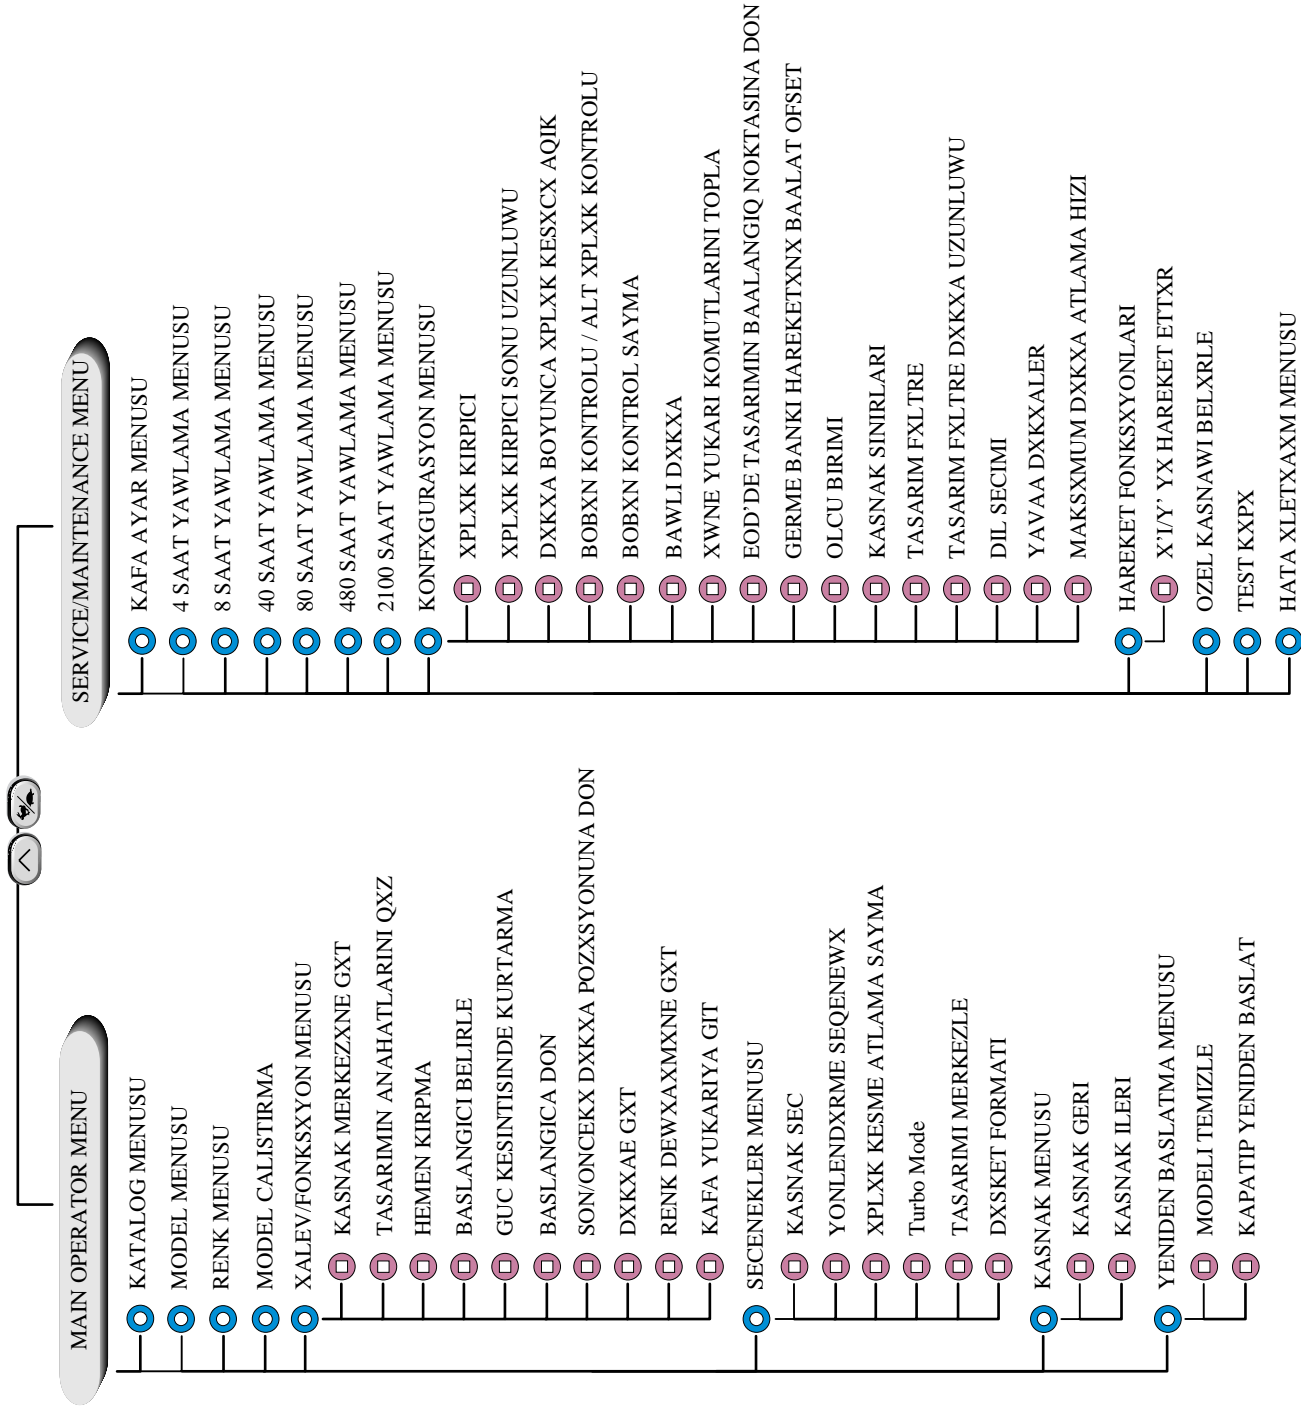 MAIN OPERATOR MENU
KATALOG MENUSU
MODEL MENUSU
RENK MENUSU
MODEL CALISTIRMA
XALEV/FONKSXYON MENUSU
KASNAK MERKEZXNE GXT
TASARIMIN ANAHATLARINI QXZ
HEMEN KIRPMA
BASLANGICI BELIRLE
GUC KESINTISINDE KURTARMA
BASLANGICA DON
SON/ONCEKX DXKXA POZXSYONUNA DON
DXKXAE GXT
RENK DEWXAXMXNE GXT
KAFA YUKARIYA GIT
SECENEKLER MENUSU
KASNAK SEC
YONLENDXRME SEQENEWX
XPLXK KESME ATLAMA SAYMA
Turbo Mode
TASARIMI MERKEZLE
DXSKET FORMATI
KASNAK MENUSU
KASNAK GERI
KASNAK ILERI
YENIDEN BASLATMA MENUSU
MODELI TEMIZLE
KAPATIP YENIDEN BASLAT
SERVICE/MAINTENANCE MENU
KAFA AYAR MENUSU
4 SAAT YAWLAMA MENUSU
8 SAAT YAWLAMA MENUSU
40 SAAT YAWLAMA MENUSU
80 SAAT YAWLAMA MENUSU
480 SAAT YAWLAMA MENUSU
2100 SAAT YAWLAMA MENUSU
KONFXGURASYON MENUSU
XPLXK KIRPICI
XPLXK KIRPICI SONU UZUNLUWU
DXKXA BOYUNCA XPLXK KESXCX AQIK
BOBXN KONTROLU / ALT XPLXK KONTROLU
BOBXN KONTROL SAYMA
BAWLI DXKXA
XWNE YUKARI KOMUTLARINI TOPLA
EOD'DE TASARIMIN BAALANGIQ NOKTASINA DON
GERME BANKI HAREKETXNX BAALAT OFSET
OLCU BIRIMI
KASNAK SINIRLARI
TASARIM FXLTRE
TASARIM FXLTRE DXKXXA UZUNLUWU
DIL SECIMI
YAVAA DXKXALER
MAKSXMUM DXKXXA ATLAMA HIZI
HAREKET FONKSXYONLARI
X'I/Y' YX HAREKET ETTXR
OZEL KASNAWI BELXRLE
TEST KXPX
HATA XLETXAXM MENUSU